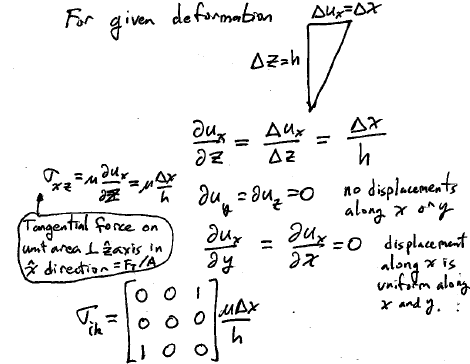 For given deformation
Δu_x=Δx
Δz=h
∂u_x/∂z = Δu_x/Δz = Δx/h
σ_xz = μ ∂u_x/∂z = μ Δx/h
∂u_y = ∂u_z = 0
no displacements
along x or y
Tangential force on
unit area ⊥ ẑ axis in
x̂ direction = F_T/A
∂u_x/∂y = ∂u_x/∂x = 0
displacement
along x is
uniform along
x and y.
σ_ik = [0 0 1
0 0 0
1 0 0] μΔx/h